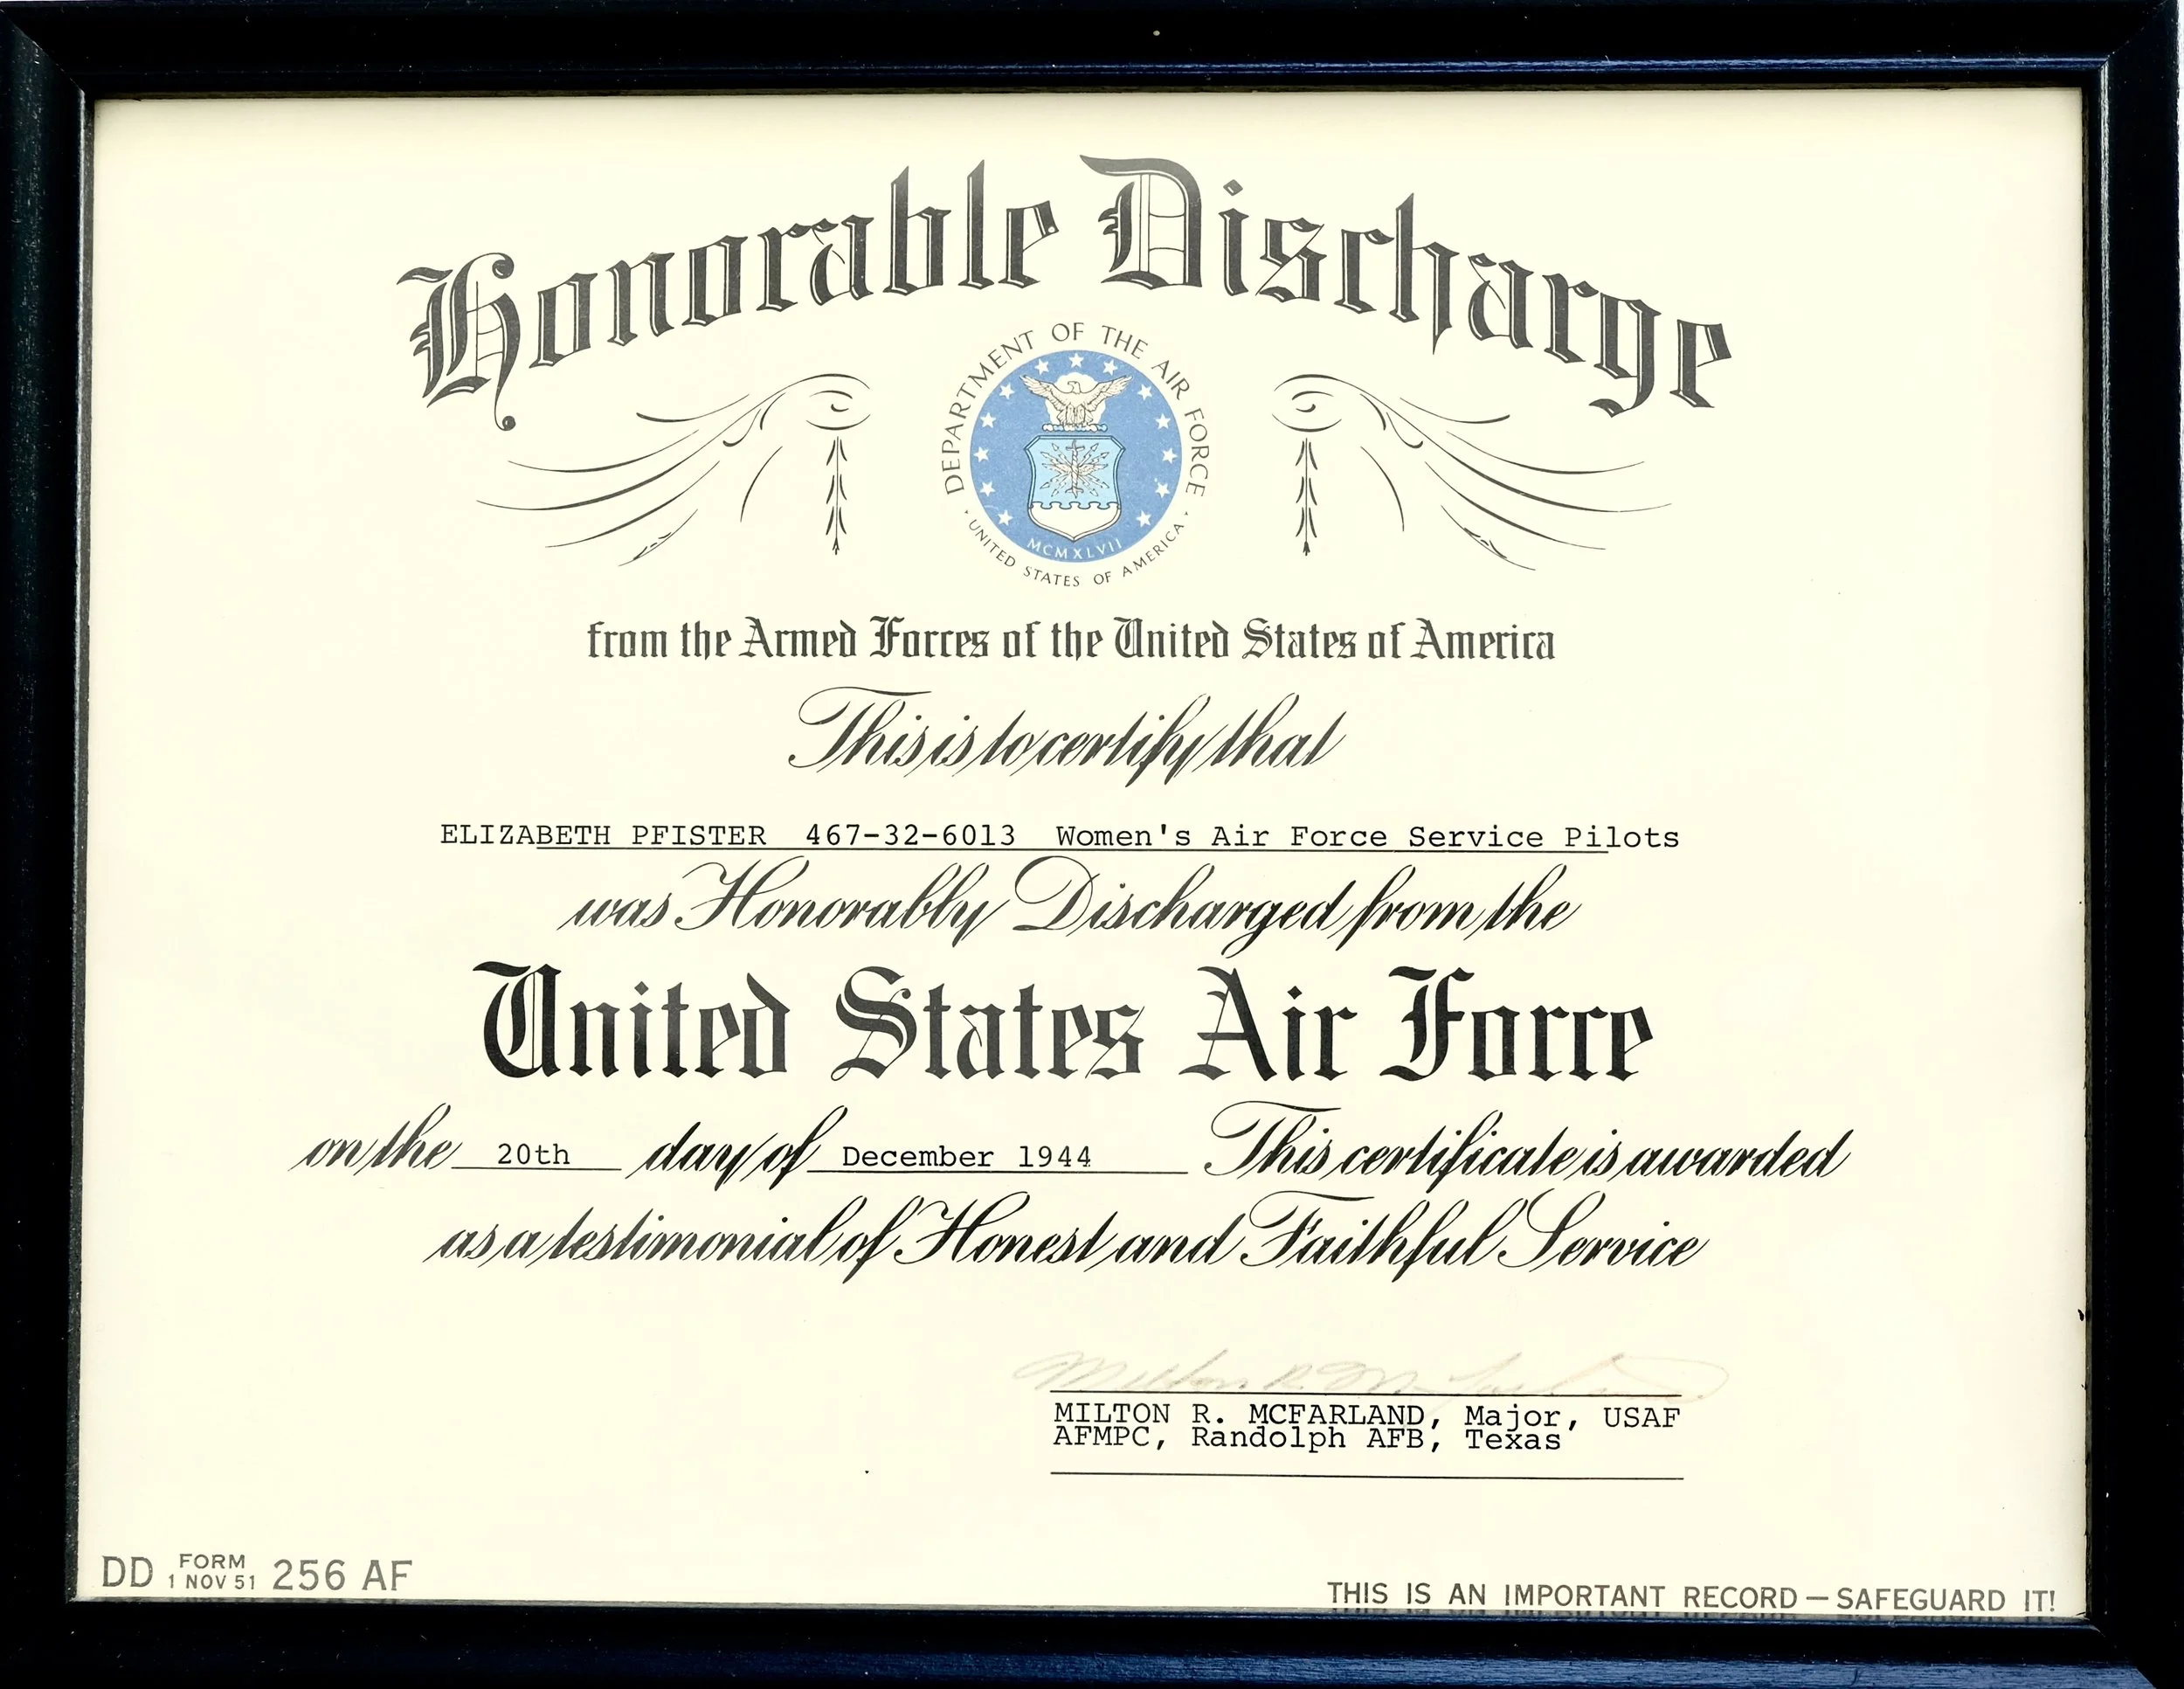 Honorable Discharge
DEPARTMENT OF THE AIR FORCE
MCMXLVII
· UNITED STATES OF AMERICA ·
from the Armed Forces of the United States of America
This is to certify that
ELIZABETH PFISTER 467-32-6013 Women's Air Force Service Pilots
was Honorably Discharged from the
United States Air Force
on the 20th day of December 1944 This certificate is awarded
as a testimonial of Honest and Faithful Service
Milton R. McFarland
MILTON R. MCFARLAND, Major, USAF
AFMPC, Randolph AFB, Texas
DD FORM 1 NOV 51 256 AF
THIS IS AN IMPORTANT RECORD — SAFEGUARD IT!